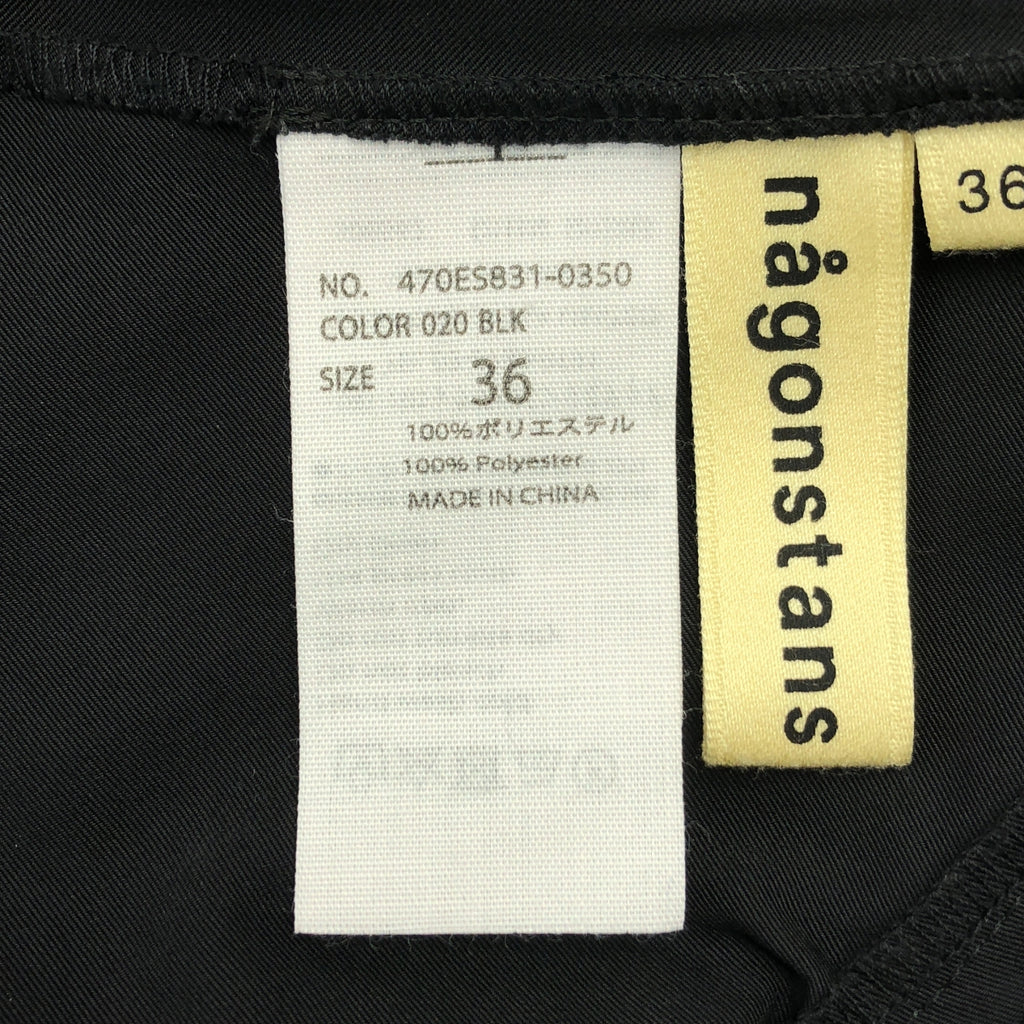 NO. 470ES831-0350
COLOR 020 BLK
SIZE 36
100%ポリエステル
100% Polyester
MADE IN CHINA
någonstans
36